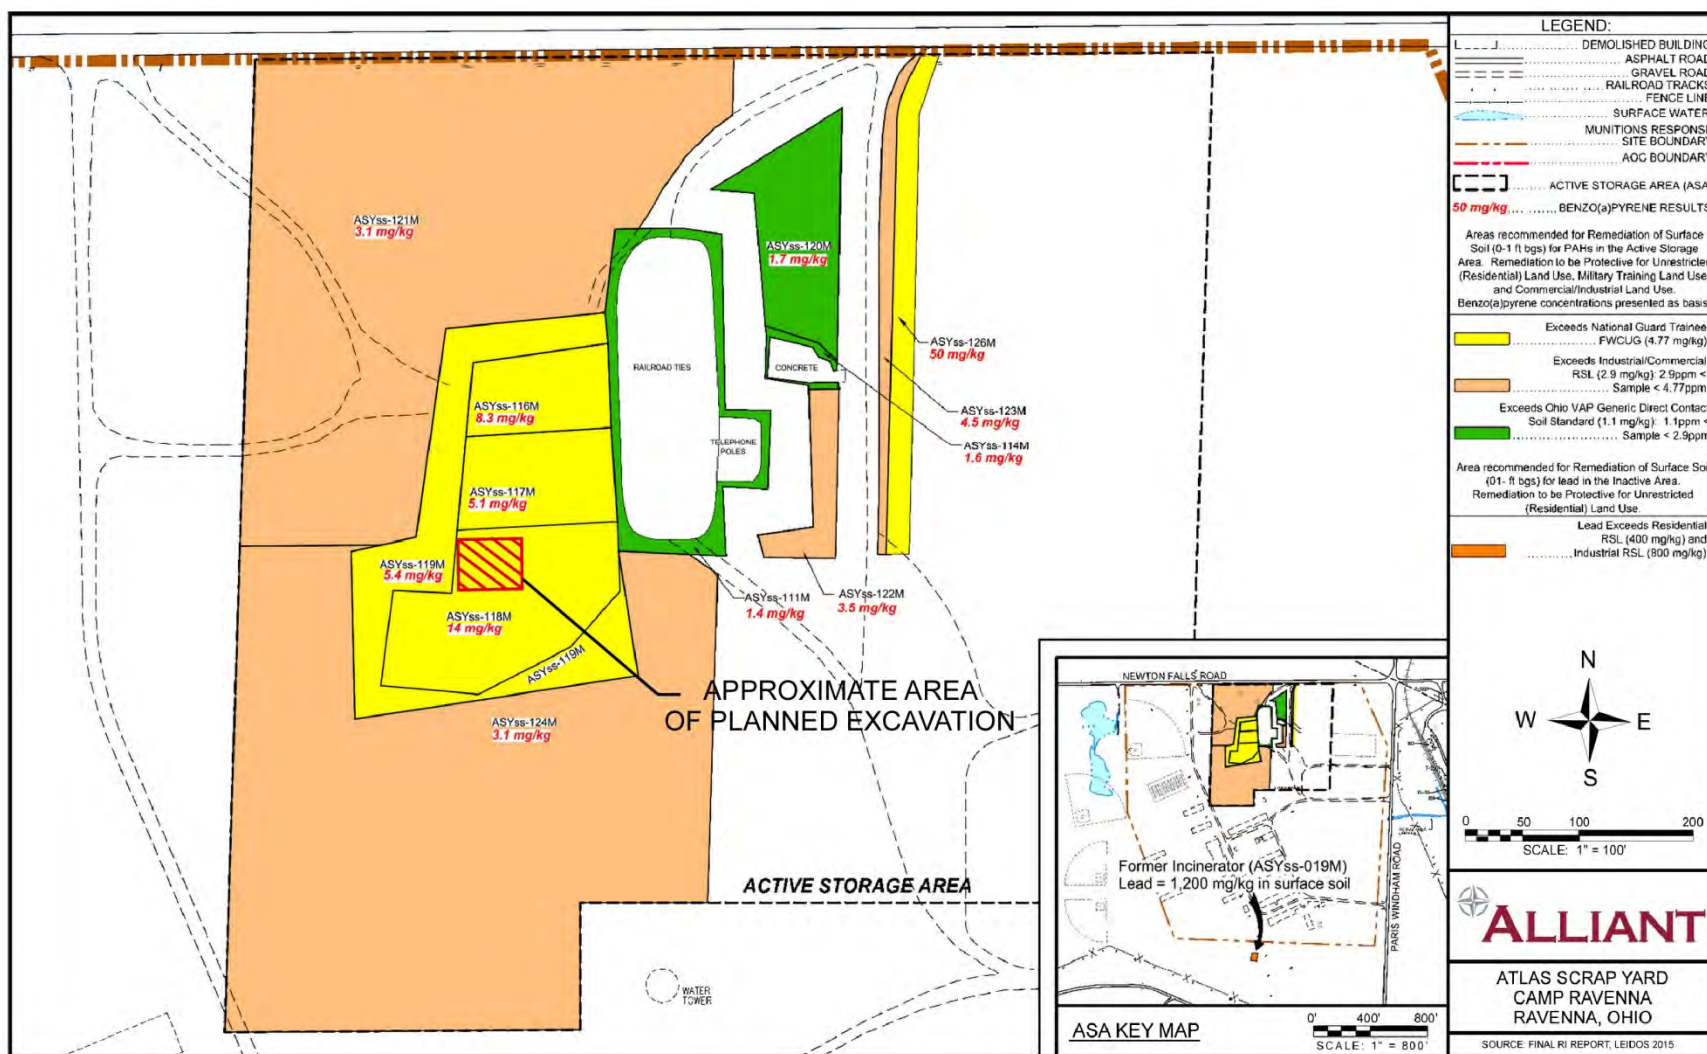 ASYss-121M
3.1 mg/kg
ASYss-120M
1.7 mg/kg
ASYss-126M
50 mg/kg
RAILROAD TIES
CONCRETE
ASYss-116M
8.3 mg/kg
ASYss-123M
4.5 mg/kg
TELEPHONE
POLES
ASYss-114M
1.6 mg/kg
ASYss-117M
5.1 mg/kg
ASYss-119M
5.4 mg/kg
ASYss-111M
1.4 mg/kg
ASYss-122M
3.5 mg/kg
ASYss-118M
14 mg/kg
ASYss-119M
APPROXIMATE AREA
OF PLANNED EXCAVATION
ASYss-124M
3.1 mg/kg
ACTIVE STORAGE AREA
WATER
TOWER
NEWTON FALLS ROAD
Former Incinerator (ASYss-019M)
Lead = 1,200 mg/kg in surface soil
PARIS WINDHAM ROAD
ASA KEY MAP
0' 400' 800'
SCALE: 1" = 800'
LEGEND:
DEMOLISHED BUILDING
ASPHALT ROAD
GRAVEL ROAD
RAILROAD TRACKS
FENCE LINE
SURFACE WATER
MUNITIONS RESPONSE
SITE BOUNDARY
AOC BOUNDARY
ACTIVE STORAGE AREA (ASA
50 mg/kg BENZO(a)PYRENE RESULTS
Areas recommended for Remediation of Surface
Soil (0-1 ft bgs) for PAHs in the Active Storage
Area. Remediation to be Protective for Unrestricted
(Residential) Land Use, Military Training Land Use,
and Commercial/Industrial Land Use.
Benzo(a)pyrene concentrations presented as basis
Exceeds National Guard Trainee
FWCUG (4.77 mg/kg)
Exceeds Industrial/Commercial
RSL (2.9 mg/kg): 2.9ppm <
Sample < 4.77ppm
Exceeds Ohio VAP Generic Direct Contact
Soil Standard (1.1 mg/kg): 1.1ppm <
Sample < 2.9ppm
Area recommended for Remediation of Surface Soil
(01- ft bgs) for lead in the Inactive Area.
Remediation to be Protective for Unrestricted
(Residential) Land Use.
Lead Exceeds Residential
RSL (400 mg/kg) and
Industrial RSL (800 mg/kg)
N
W E
S
0 50 100 200
SCALE: 1" = 100'
ALLIANT
ATLAS SCRAP YARD
CAMP RAVENNA
RAVENNA, OHIO
SOURCE: FINAL RI REPORT, LEIDOS 2015